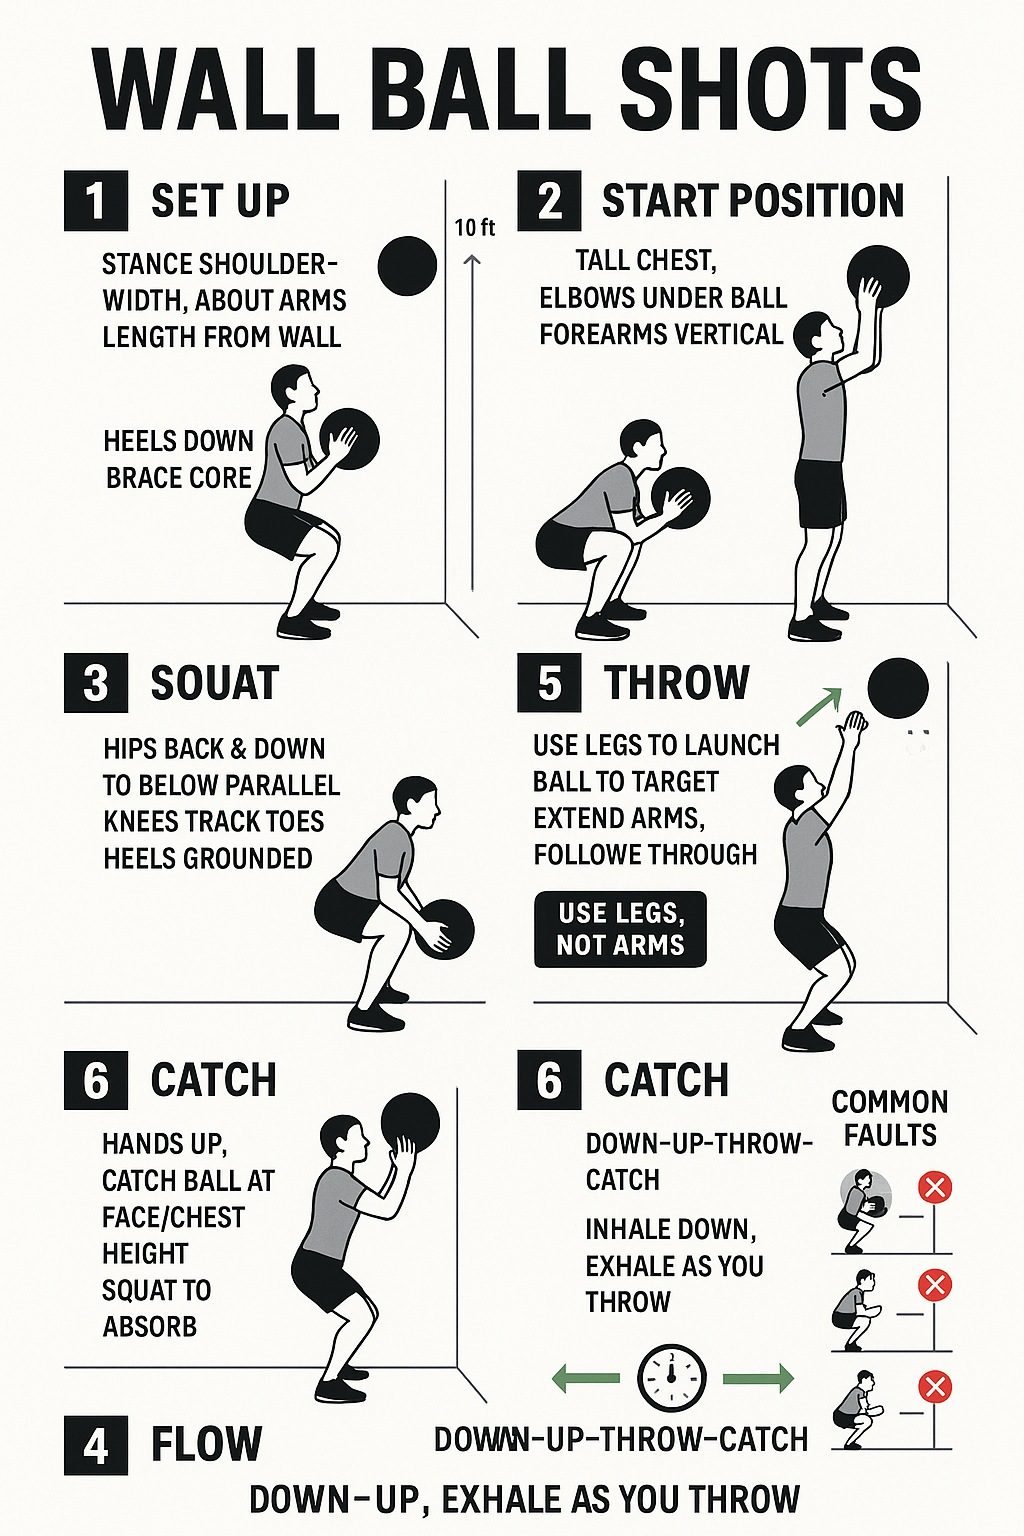 WALL BALL SHOTS
1 SET UP
STANCE SHOULDER-
WIDTH, ABOUT ARMS
LENGTH FROM WALL
HEELS DOWN
BRACE CORE
10 ft
2 START POSITION
TALL CHEST,
ELBOWS UNDER BALL
FOREARMS VERTICAL
3 SOUAT
HIPS BACK & DOWN
TO BELOW PARALLEL
KNEES TRACK TOES
HEELS GROUNDED
5 THROW
USE LEGS TO LAUNCH
BALL TO TARGET
EXTEND ARMS,
FOLLOWE THROUGH
USE LEGS,
NOT ARMS
6 CATCH
HANDS UP,
CATCH BALL AT
FACE/CHEST
HEIGHT
SQUAT TO
ABSORB
6 CATCH
DOWN-UP-THROW-
CATCH
INHALE DOWN,
EXHALE AS YOU
THROW
COMMON
FAULTS
4 FLOW
DOWWN-UP-THROW-CATCH
DOWN-UP, EXHALE AS YOU THROW